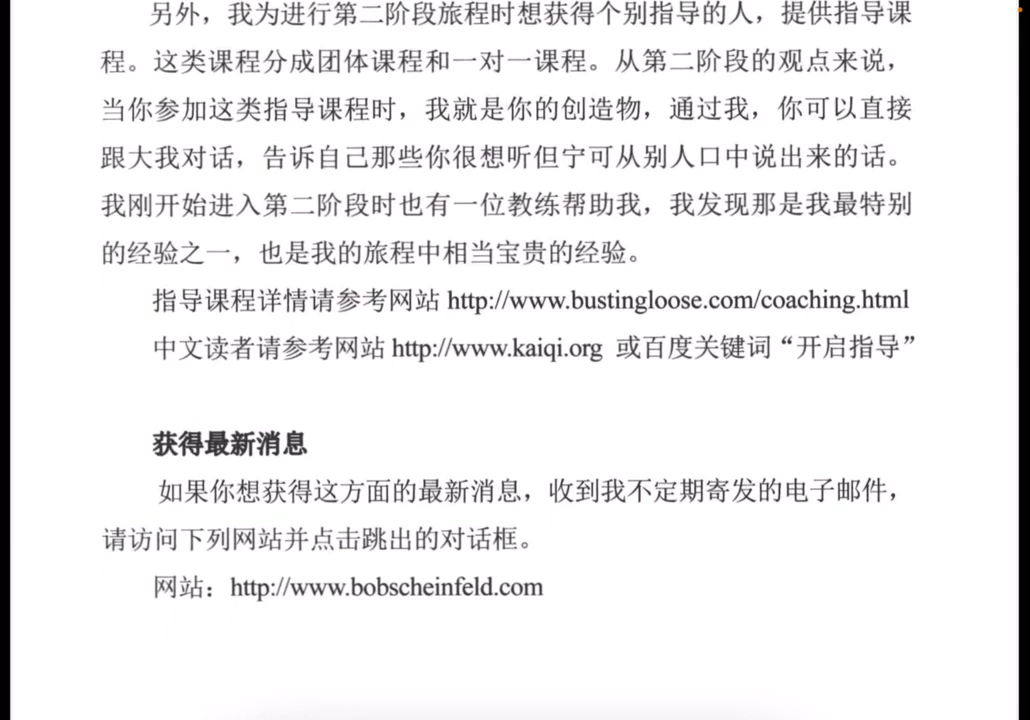 另外，我为进行第二阶段旅程时想获得个别指导的人，提供指导课
程。这类课程分成团体课程和一对一课程。从第二阶段的观点来说，
当你参加这类指导课程时，我就是你的创造物，通过我，你可以直接
跟大我对话，告诉自己那些你很想听但宁可从别人口中说出来的话。
我刚开始进入第二阶段时也有一位教练帮助我，我发现那是我最特别
的经验之一，也是我的旅程中相当宝贵的经验。
指导课程详情请参考网站 http://www.bustingloose.com/coaching.html
中文读者请参考网站 http://www.kaiqi.org 或百度关键词“开启指导”
获得最新消息
如果你想获得这方面的最新消息，收到我不定期寄发的电子邮件，
请访问下列网站并点击跳出的对话框。
网站：http://www.bobscheinfeld.com